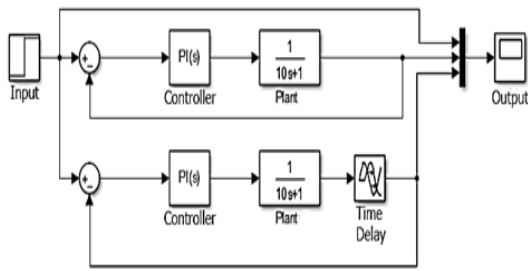 Input
+
−
PI(s)
Controller
1
10s+1
Plant
Output
+
−
PI(s)
Controller
1
10s+1
Plant
Time
Delay